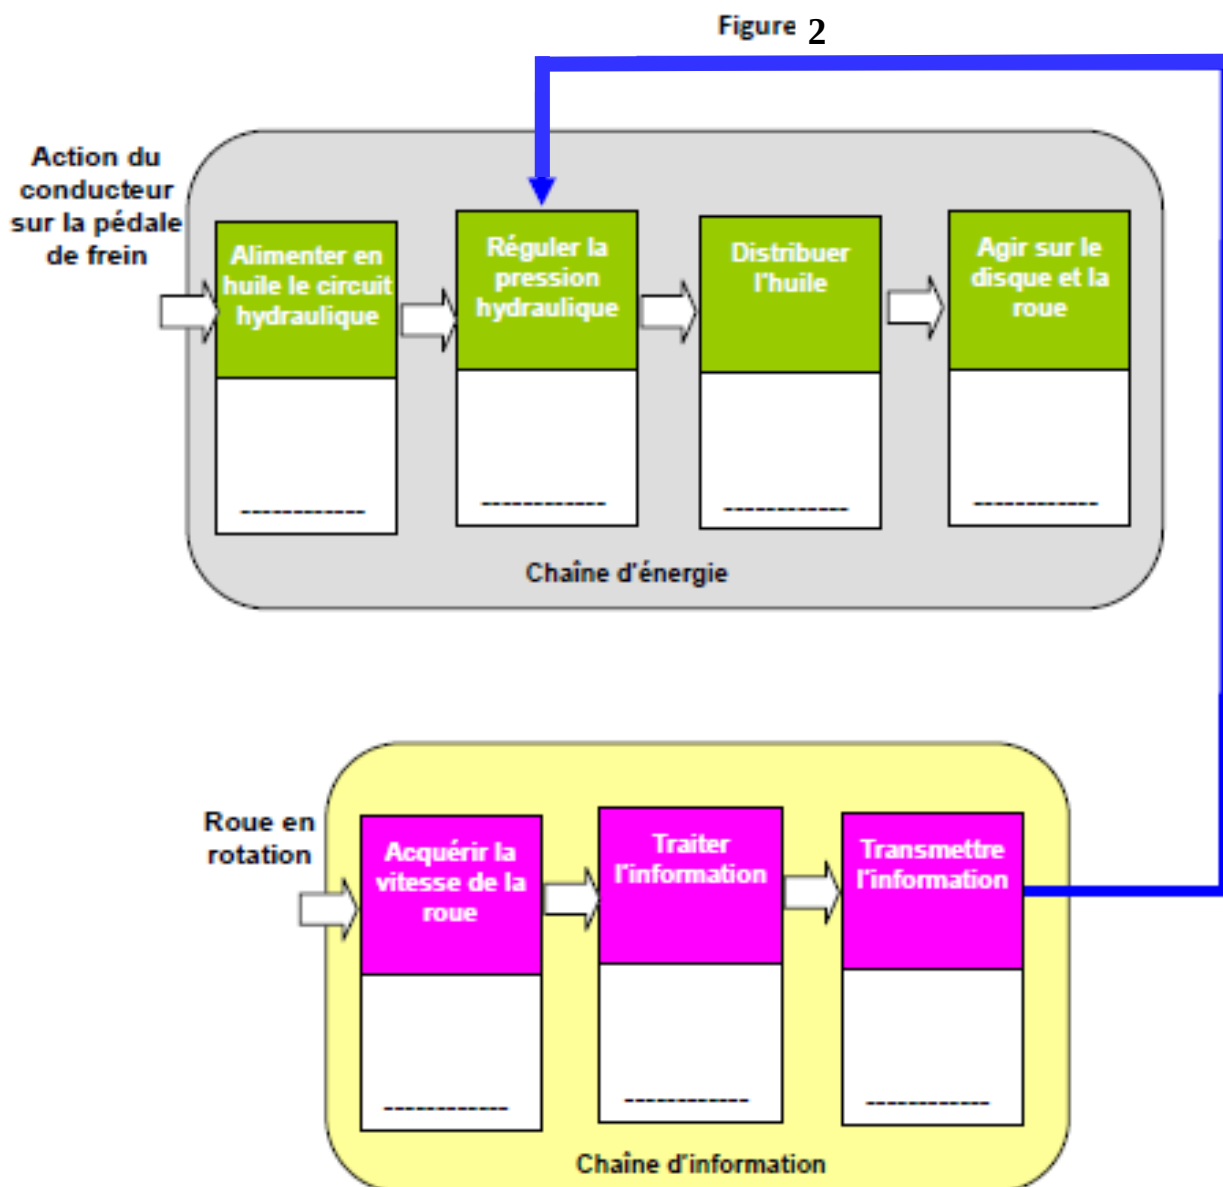 Figure 2
Action du
conducteur
sur la pédale
de frein
Alimenter en
huile le circuit
hydraulique
------------
Réguler la
pression
hydraulique
------------
Distribuer
l'huile
------------
Agir sur le
disque et la
roue
------------
Chaîne d'énergie
Roue en
rotation
Acquérir la
vitesse de la
roue
------------
Traiter
l'information
------------
Transmettre
l'information
------------
Chaîne d'information